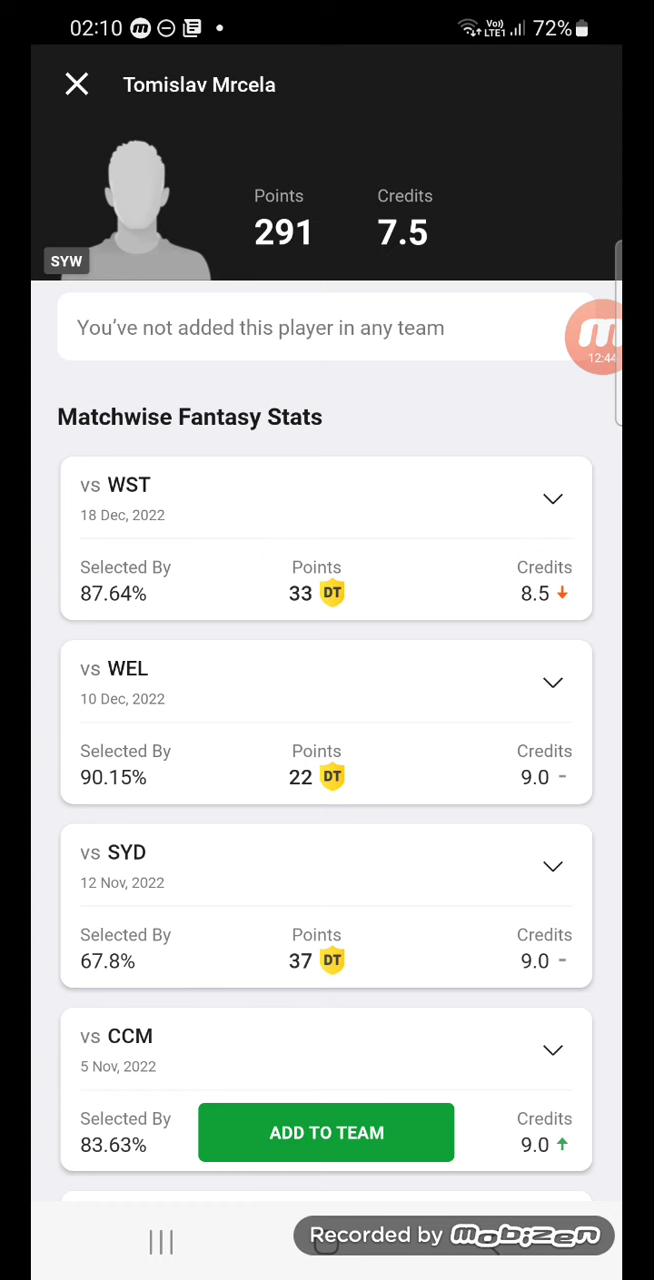 02:10 Vo) LTE1 72%
Tomislav Mrcela
Points Credits
291 7.5
SYW
You've not added this player in any team
12:44
Matchwise Fantasy Stats
vs WST
18 Dec, 2022
Selected By Points Credits
87.64% 33 DT 8.5
vs WEL
10 Dec, 2022
Selected By Points Credits
90.15% 22 DT 9.0 -
vs SYD
12 Nov, 2022
Selected By Points Credits
67.8% 37 DT 9.0 -
vs CCM
5 Nov, 2022
Selected By Credits
83.63% ADD TO TEAM 9.0
Recorded by mobizen